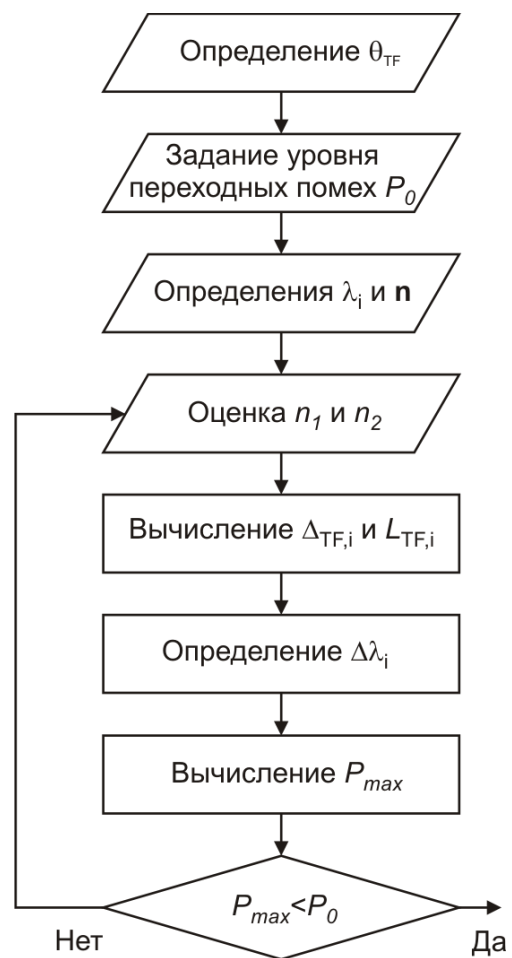 Определение θTF
Задание уровня
переходных помех P0
Определения λi и n
Оценка n1 и n2
Вычисление ΔTF,i и LTF,i
Определение Δλi
Вычисление Pmax
Pmax<P0
Нет
Да